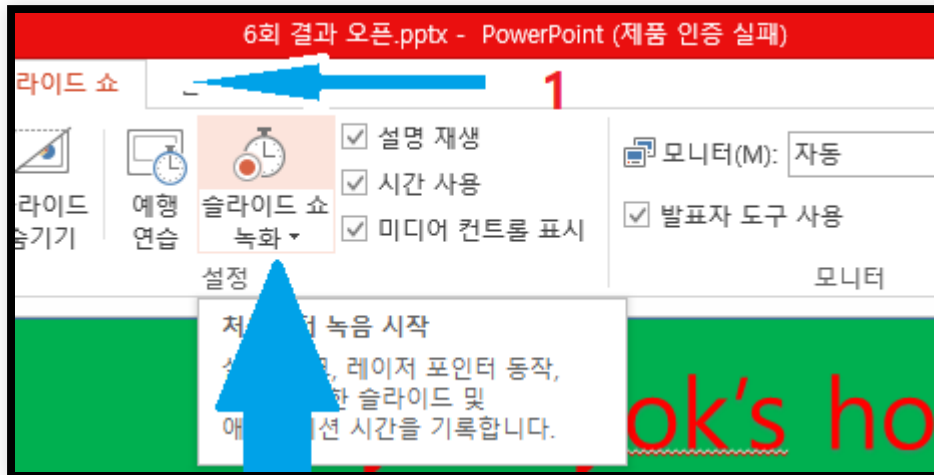 6회 결과 오픈.pptx - PowerPoint (제품 인증 실패)
라이드 쇼
1
라이드
숨기기
예행
연습
슬라이드 쇼
녹화
설명 재생
시간 사용
미디어 컨트롤 표시
모니터(M): 자동
발표자 도구 사용
설정
모니터
녹음 시작
레이저 포인터 동작,
슬라이드 및
시간을 기록합니다.
ok's ho